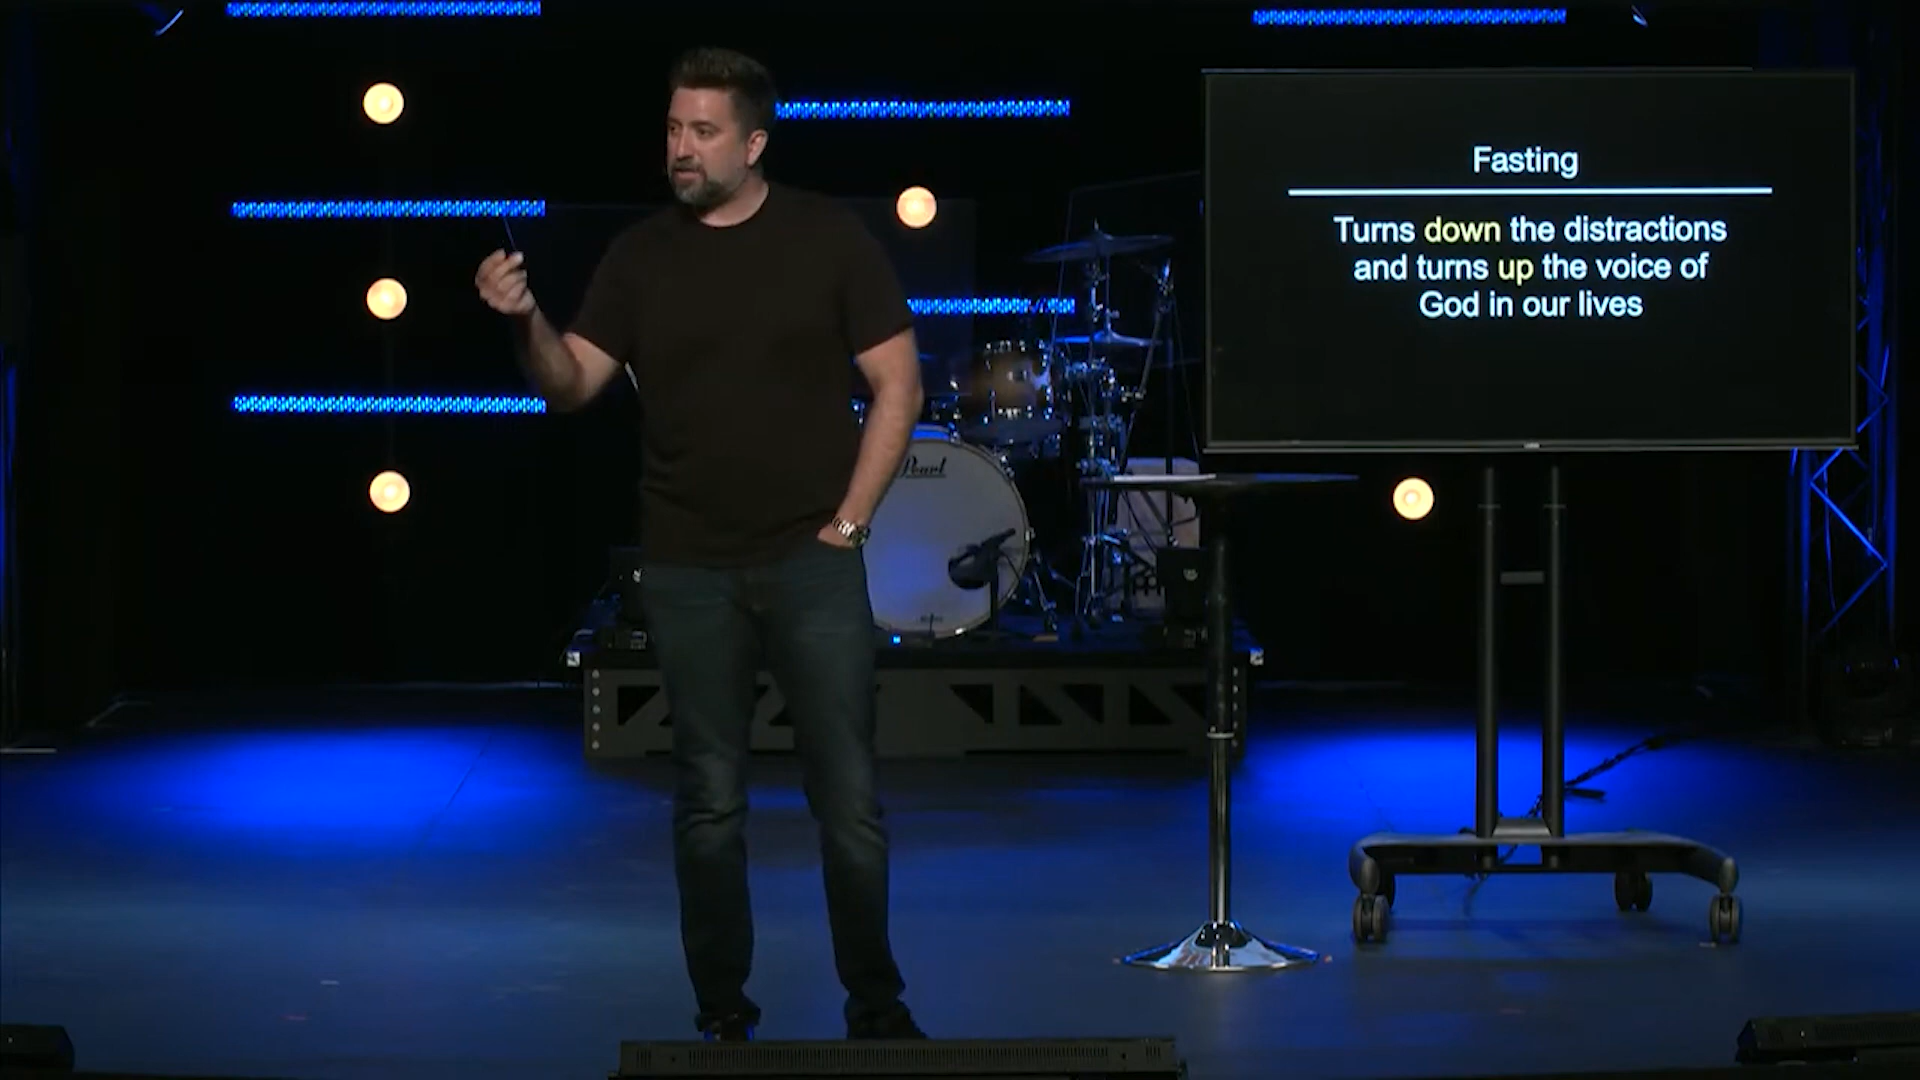 Fasting
Turns down the distractions
and turns up the voice of
God in our lives
Pearl